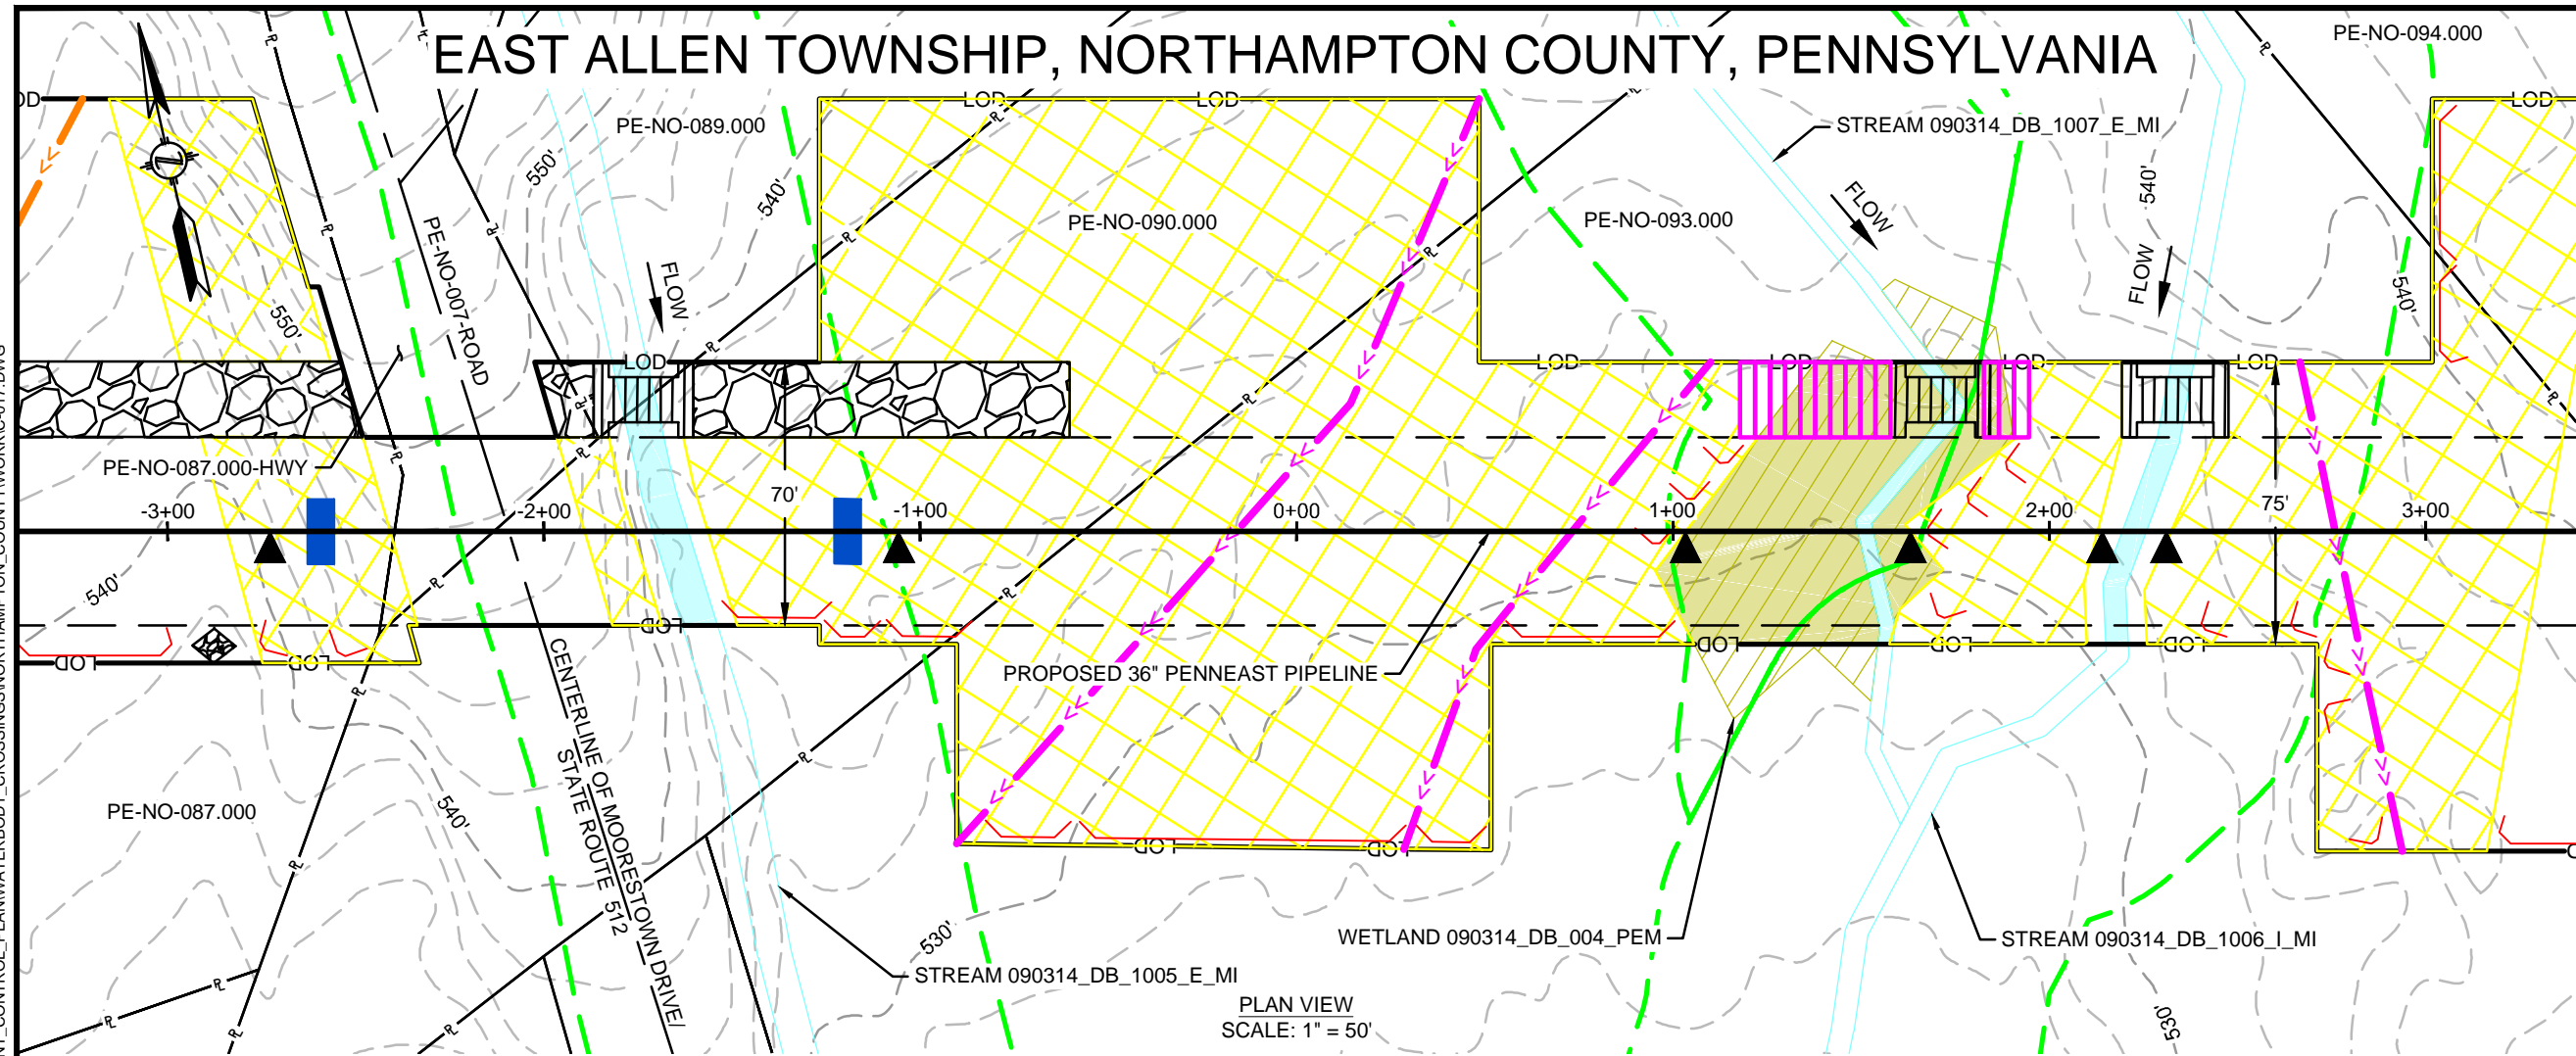 EAST ALLEN TOWNSHIP, NORTHAMPTON COUNTY, PENNSYLVANIA
PE-NO-094.000
LOD
LOD
LOD
PE-NO-089.000
STREAM 090314_DB_1007_E_MI
550'
540'
540'
PE-NO-090.000
PE-NO-093.000
FLOW
FLOW
FLOW
PE-NO-007-ROAD
550'
540'
LOD
LOD
LOD
LOD
LOD
PE-NO-087.000-HWY
70'
75'
-3+00
-2+00
-1+00
0+00
1+00
2+00
3+00
540'
LOD
LOD
LOD
LOD
LOD
LOD
PROPOSED 36" PENNEAST PIPELINE
CENTERLINE OF MOORESTOWN DRIVE/
STATE ROUTE 512
PE-NO-087.000
540'
LOD
LOD
530'
WETLAND 090314_DB_004_PEM
STREAM 090314_DB_1006_I_MI
STREAM 090314_DB_1005_E_MI
530'
PLAN VIEW
SCALE: 1" = 50'